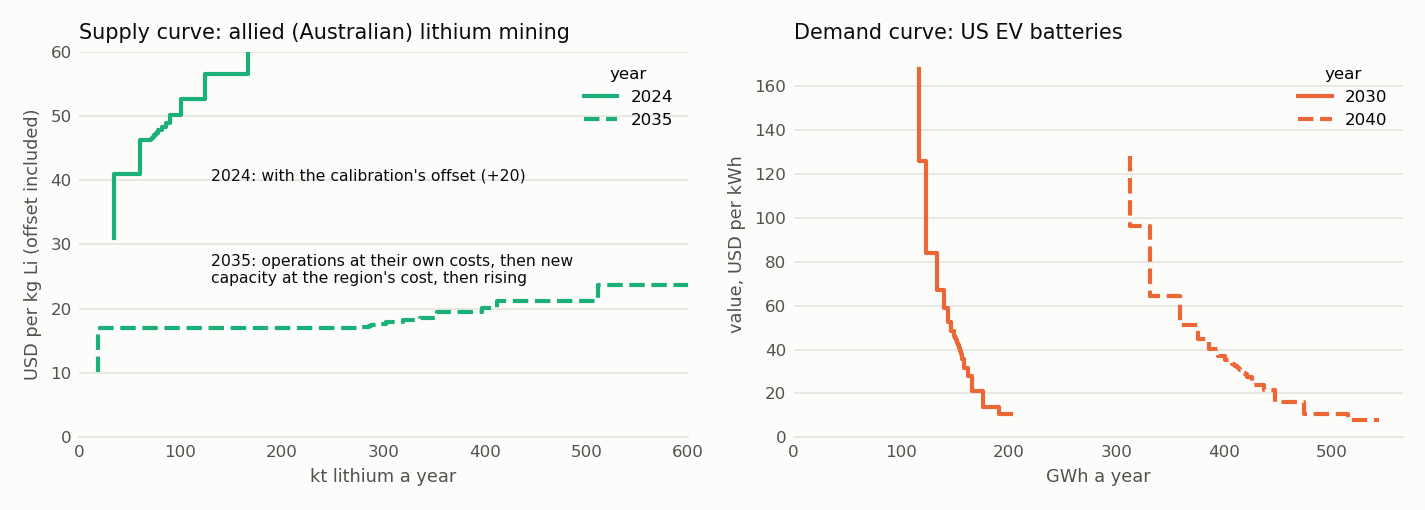 Supply curve: allied (Australian) lithium mining
USD per kg Li (offset included)
60
50
40
30
20
10
0
0 100 200 300 400 500 600
kt lithium a year
year
2024
2035
2024: with the calibration's offset (+20)
2035: operations at their own costs, then new
capacity at the region's cost, then rising
Demand curve: US EV batteries
value, USD per kWh
160
140
120
100
80
60
40
20
0
0 100 200 300 400 500
GWh a year
year
2030
2040